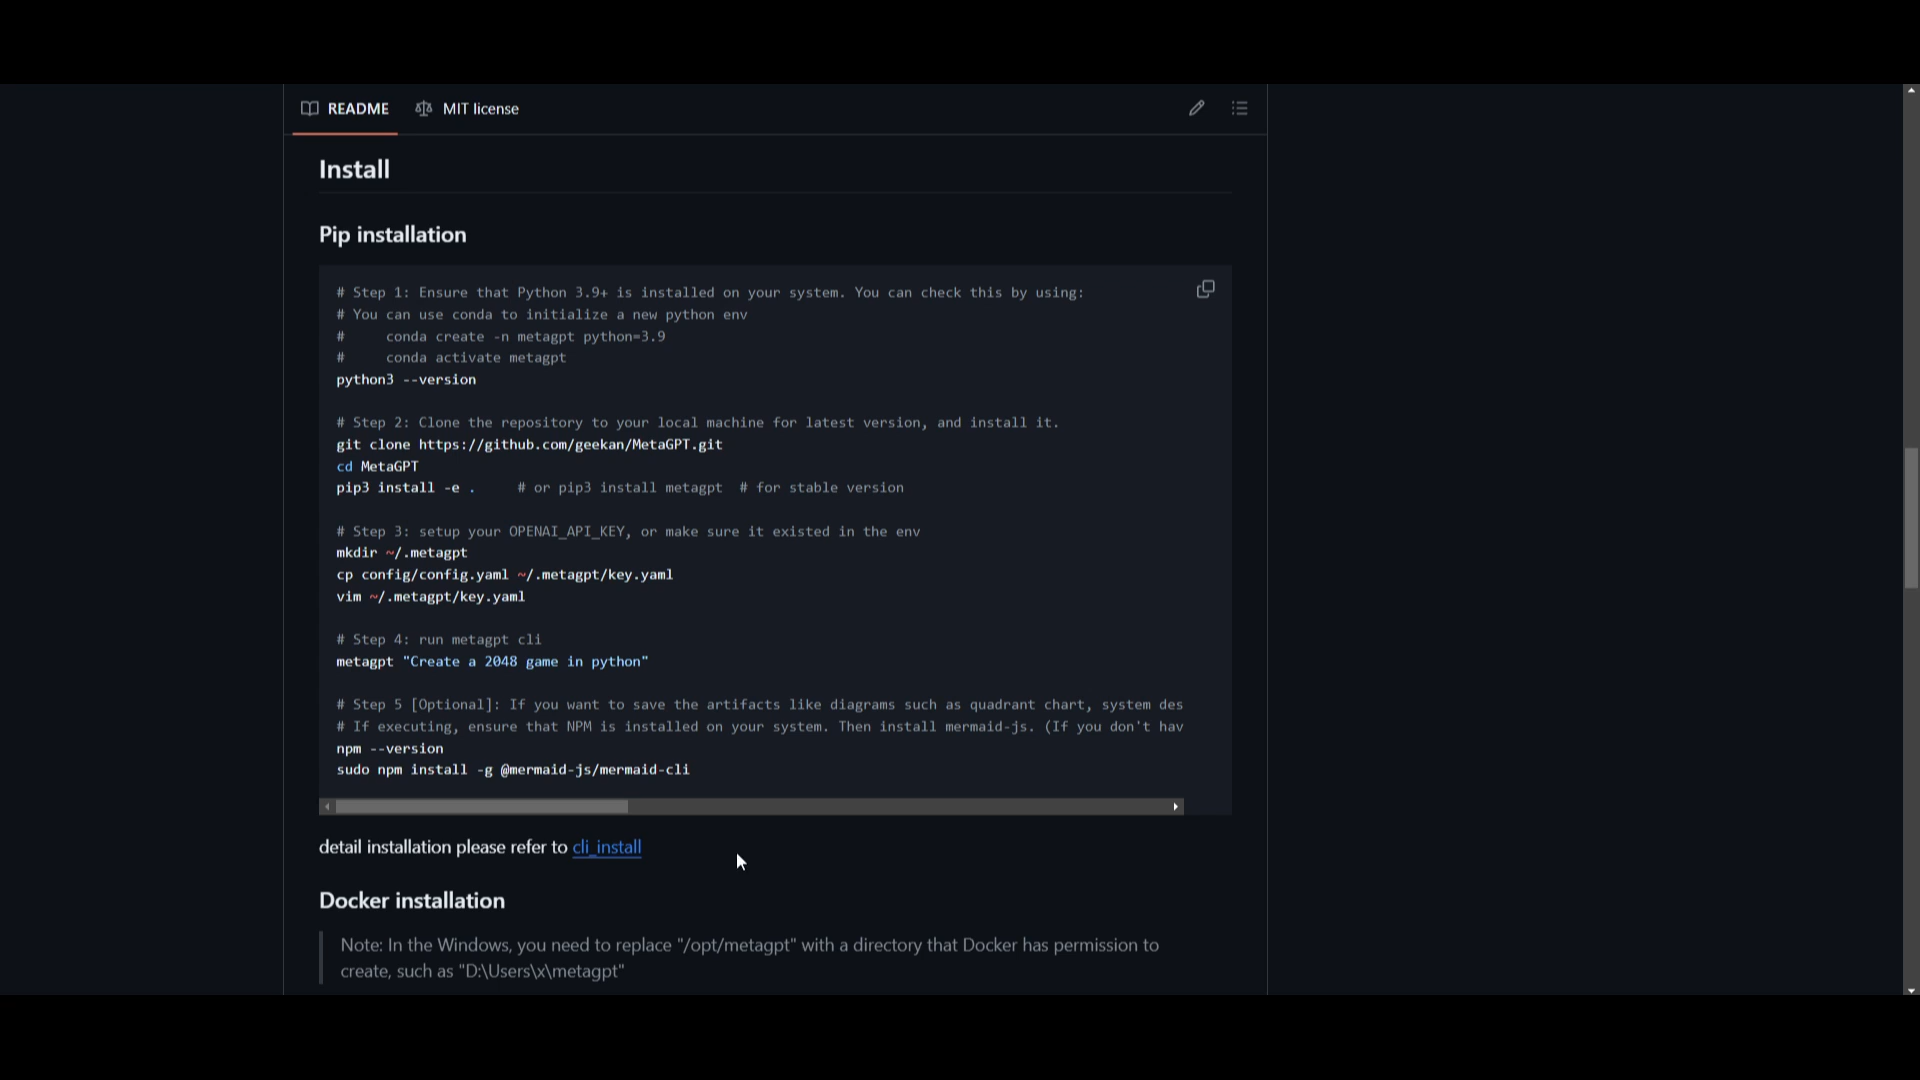 README MIT license
Install
Pip installation
# Step 1: Ensure that Python 3.9+ is installed on your system. You can check this by using:
# You can use conda to initialize a new python env
#     conda create -n metagpt python=3.9
#     conda activate metagpt
python3 --version
# Step 2: Clone the repository to your local machine for latest version, and install it.
git clone https://github.com/geekan/MetaGPT.git
cd MetaGPT
pip3 install -e .     # or pip3 install metagpt  # for stable version
# Step 3: setup your OPENAI_API_KEY, or make sure it existed in the env
mkdir ~/.metagpt
cp config/config.yaml ~/.metagpt/key.yaml
vim ~/.metagpt/key.yaml
# Step 4: run metagpt cli
metagpt "Create a 2048 game in python"
# Step 5 [Optional]: If you want to save the artifacts like diagrams such as quadrant chart, system des
# If executing, ensure that NPM is installed on your system. Then install mermaid-js. (If you don't hav
npm --version
sudo npm install -g @mermaid-js/mermaid-cli
detail installation please refer to cli_install
Docker installation
Note: In the Windows, you need to replace "/opt/metagpt" with a directory that Docker has permission to
create, such as "D:\Users\x\metagpt"